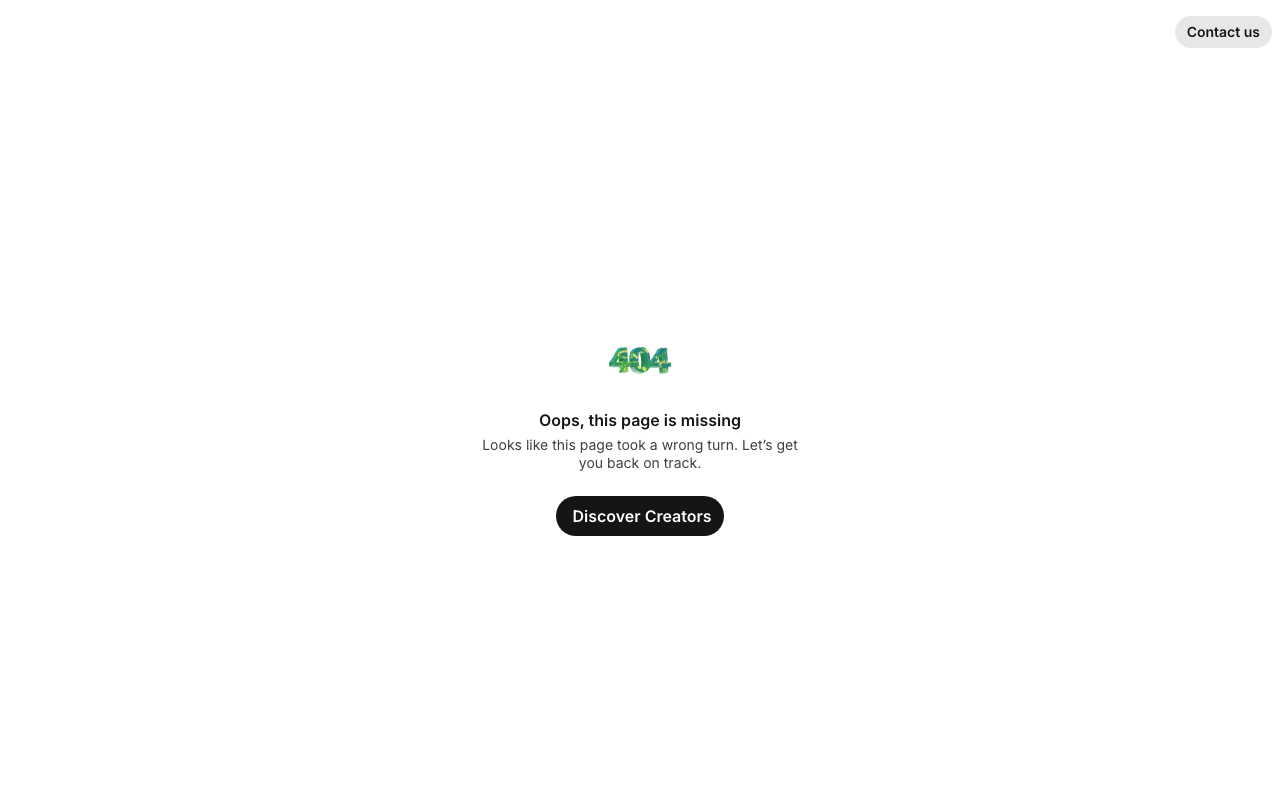 Contact us
404
Oops, this page is missing
Looks like this page took a wrong turn. Let’s get
you back on track.
Discover Creators